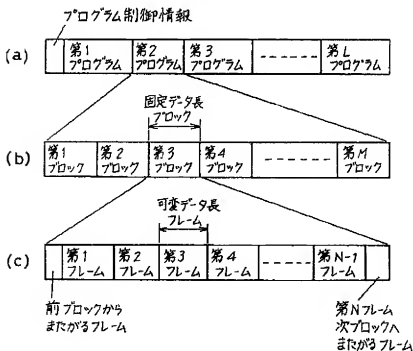 プログラム制御情報
(a)
第1
プログラム
第2
プログラム
第3
プログラム
第L
プログラム
固定データ長
ブロック
(b)
第1
ブロック
第2
ブロック
第3
ブロック
第4
ブロック
第M
ブロック
可変データ長
フレーム
(c)
第1
フレーム
第2
フレーム
第3
フレーム
第4
フレーム
第N-1
フレーム
前ブロックから
またがるフレーム
第Nフレーム
次ブロックへ
またがるフレーム